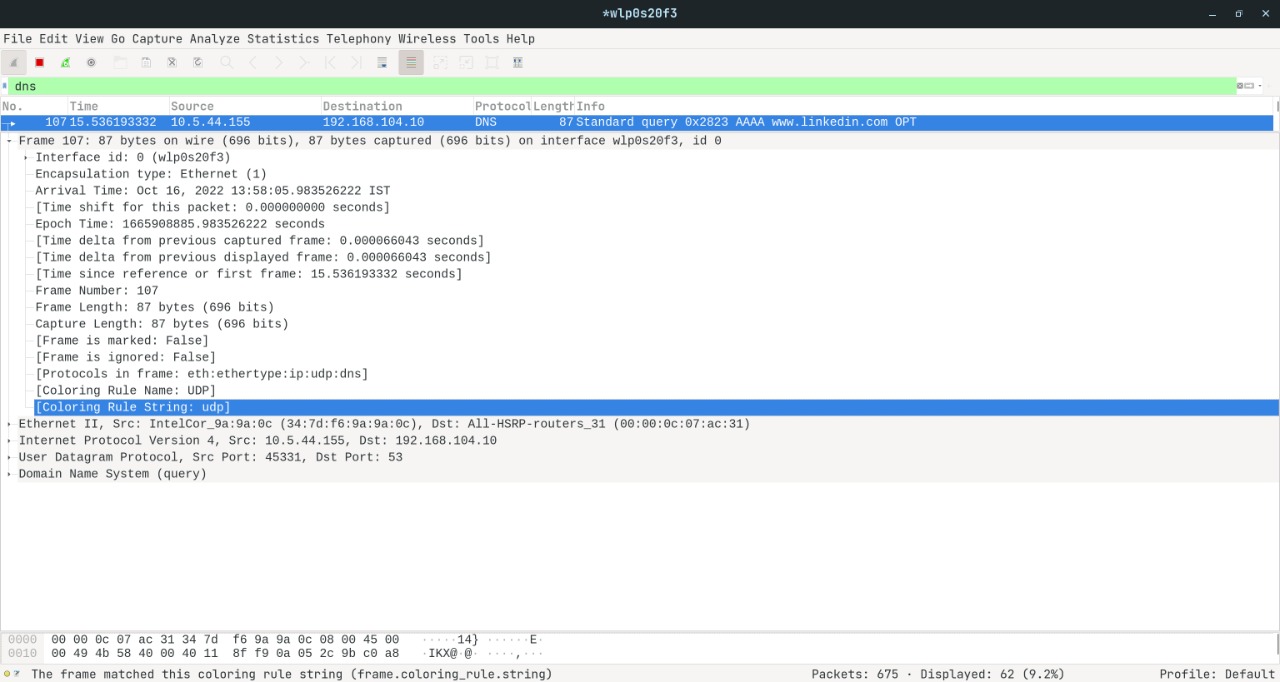 *wlp0s20f3
File Edit View Go Capture Analyze Statistics Telephony Wireless Tools Help
dns
No. Time Source Destination Protocol Length Info
107 15.536193332 10.5.44.155 192.168.104.10 DNS 87 Standard query 0x2823 AAAA www.linkedin.com OPT
Frame 107: 87 bytes on wire (696 bits), 87 bytes captured (696 bits) on interface wlp0s20f3, id 0
Interface id: 0 (wlp0s20f3)
Encapsulation type: Ethernet (1)
Arrival Time: Oct 16, 2022 13:58:05.983526222 IST
[Time shift for this packet: 0.000000000 seconds]
Epoch Time: 1665908885.983526222 seconds
[Time delta from previous captured frame: 0.000066043 seconds]
[Time delta from previous displayed frame: 0.000066043 seconds]
[Time since reference or first frame: 15.536193332 seconds]
Frame Number: 107
Frame Length: 87 bytes (696 bits)
Capture Length: 87 bytes (696 bits)
[Frame is marked: False]
[Frame is ignored: False]
[Protocols in frame: eth:ethertype:ip:udp:dns]
[Coloring Rule Name: UDP]
[Coloring Rule String: udp]
Ethernet II, Src: IntelCor_9a:9a:0c (34:7d:f6:9a:9a:0c), Dst: All-HSRP-routers_31 (00:00:0c:07:ac:31)
Internet Protocol Version 4, Src: 10.5.44.155, Dst: 192.168.104.10
User Datagram Protocol, Src Port: 45331, Dst Port: 53
Domain Name System (query)
0000 00 00 0c 07 ac 31 34 7d f6 9a 9a 0c 08 00 45 00 ·····14} ······E·
0010 00 49 4b 58 40 00 40 11 8f f9 0a 05 2c 9b c0 a8 ·IKX@·@· ····,···
The frame matched this coloring rule string (frame.coloring_rule.string)
Packets: 675 · Displayed: 62 (9.2%)
Profile: Default